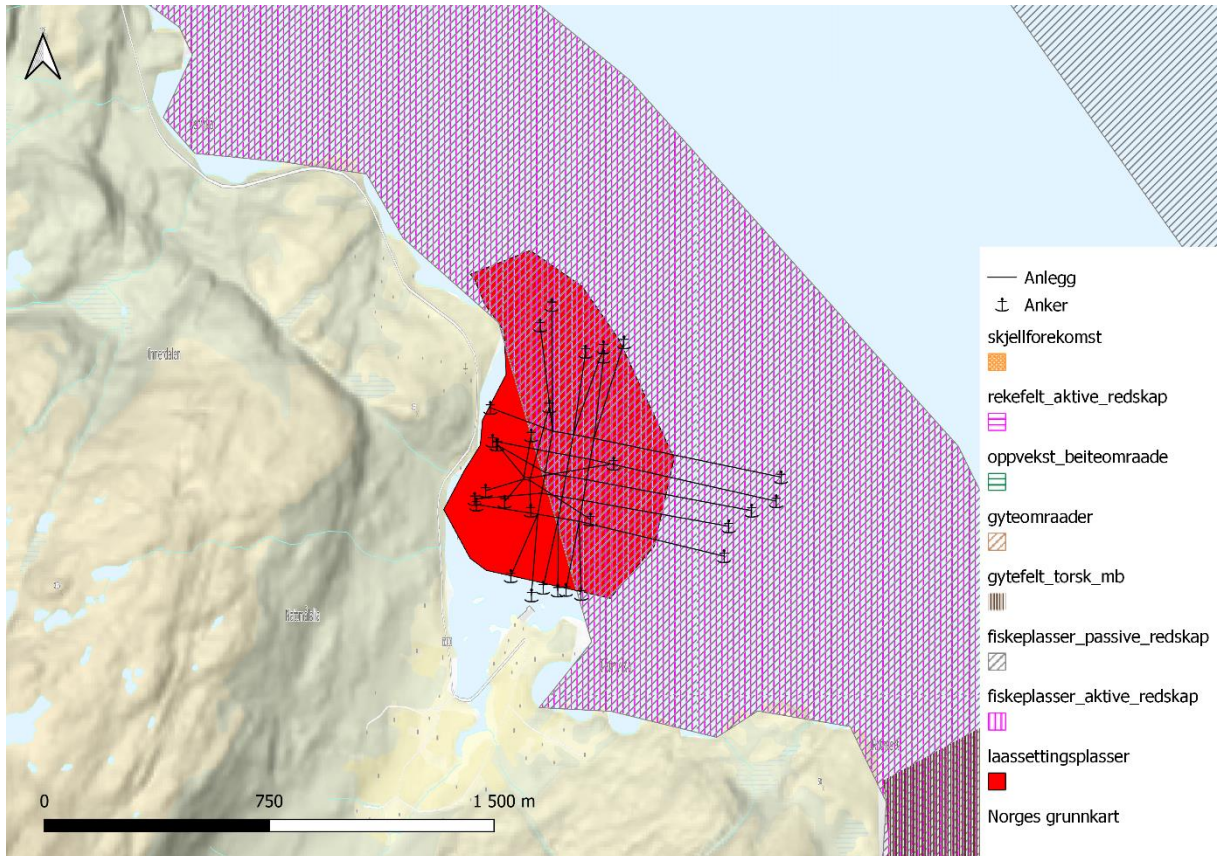 Anlegg
Anker
skjellforekomst
rekefelt_aktive_redskap
oppvekst_beiteomraade
gyteomraader
gytefelt_torsk_mb
fiskeplasser_passive_redskap
fiskeplasser_aktive_redskap
laassettingsplasser
Norges grunnkart
0
750
1 500 m